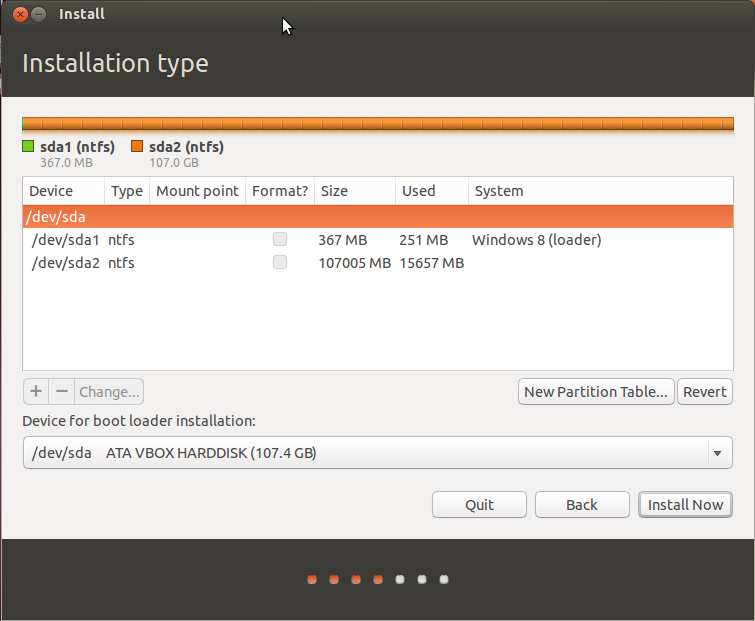 Install
Installation type
sda1 (ntfs) sda2 (ntfs)
367.0 MB 107.0 GB
Device Type Mount point Format? Size Used System
/dev/sda
/dev/sda1 ntfs 367 MB 251 MB Windows 8 (loader)
/dev/sda2 ntfs 107005 MB 15657 MB
+ − Change... New Partition Table... Revert
Device for boot loader installation:
/dev/sda ATA VBOX HARDDISK (107.4 GB)
Quit Back Install Now